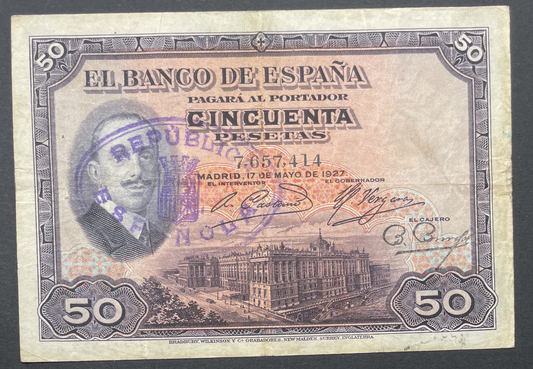 50 50
EL BANCO DE ESPAÑA
PAGARÁ AL PORTADOR
CINCUENTA
PESETAS
REPÚBLICA
ESPAÑOLA
7,657,414
MADRID, 17 DE MAYO DE 1927
EL INTERVENTOR EL GOBERNADOR
EL CAJERO
50 50
BRADBURY, WILKINSON Y Cª. GRABADORES, NEW MALDEN, SURREY, INGLATERRA